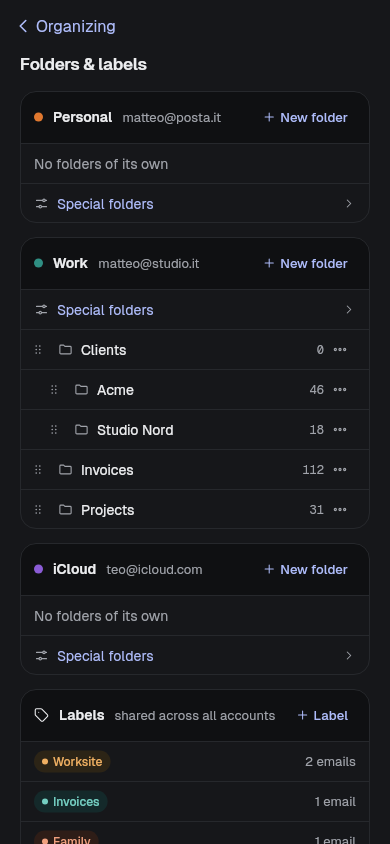 Organizing
Folders & labels
Personal matteo@posta.it + New folder
No folders of its own
Special folders
Work matteo@studio.it + New folder
Special folders
Clients 0
Acme 46
Studio Nord 18
Invoices 112
Projects 31
iCloud teo@icloud.com + New folder
No folders of its own
Special folders
Labels shared across all accounts + Label
Worksite 2 emails
Invoices 1 email
Family 1 email